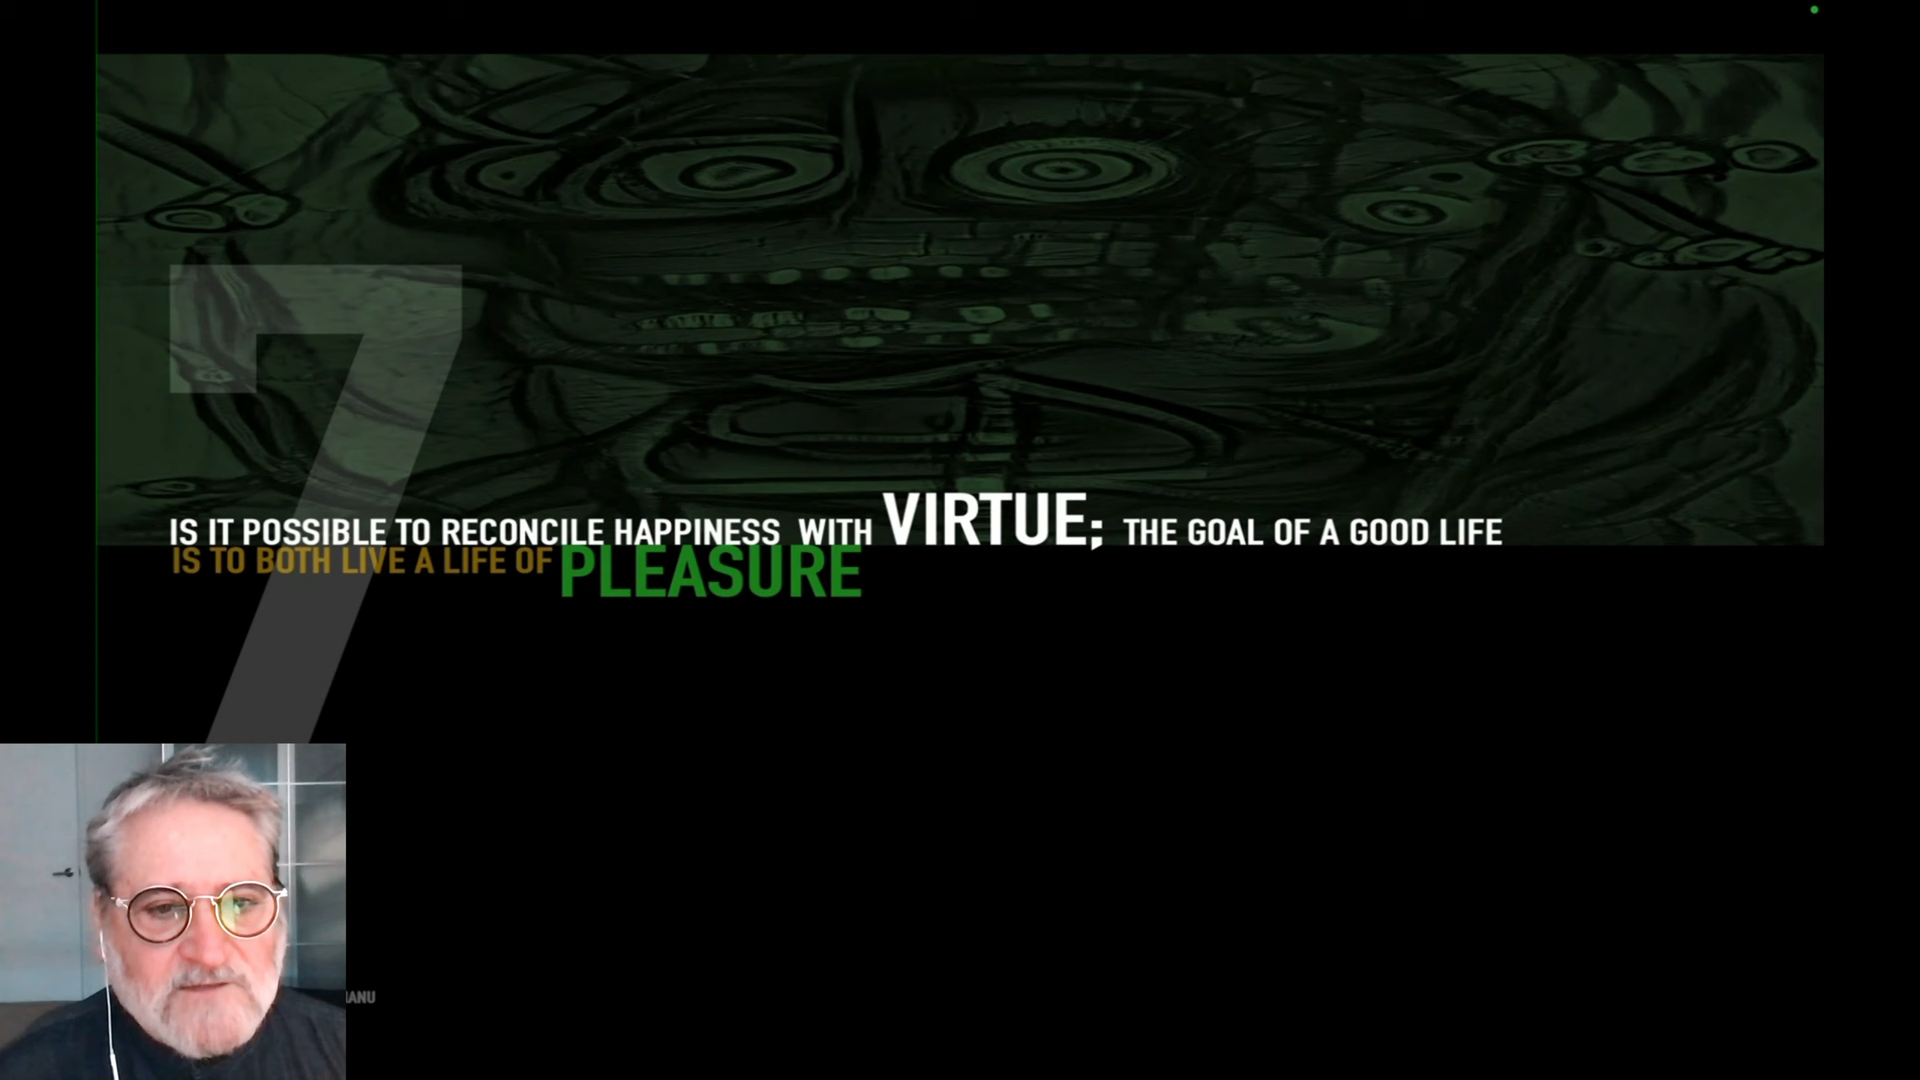 7
IS IT POSSIBLE TO RECONCILE HAPPINESS WITH VIRTUE; THE GOAL OF A GOOD LIFE
IS TO BOTH LIVE A LIFE OF PLEASURE